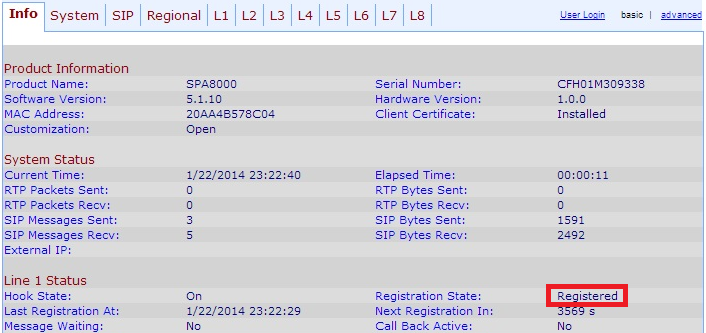 Info System SIP Regional L1 L2 L3 L4 L5 L6 L7 L8 User Login basic | advanced
Product Information
Product Name: SPA8000 Serial Number: CFH01M309338
Software Version: 5.1.10 Hardware Version: 1.0.0
MAC Address: 20AA4B578C04 Client Certificate: Installed
Customization: Open
System Status
Current Time: 1/22/2014 23:22:40 Elapsed Time: 00:00:11
RTP Packets Sent: 0 RTP Bytes Sent: 0
RTP Packets Recv: 0 RTP Bytes Recv: 0
SIP Messages Sent: 3 SIP Bytes Sent: 1591
SIP Messages Recv: 5 SIP Bytes Recv: 2492
External IP:
Line 1 Status
Hook State: On Registration State: Registered
Last Registration At: 1/22/2014 23:22:29 Next Registration In: 3569 s
Message Waiting: No Call Back Active: No